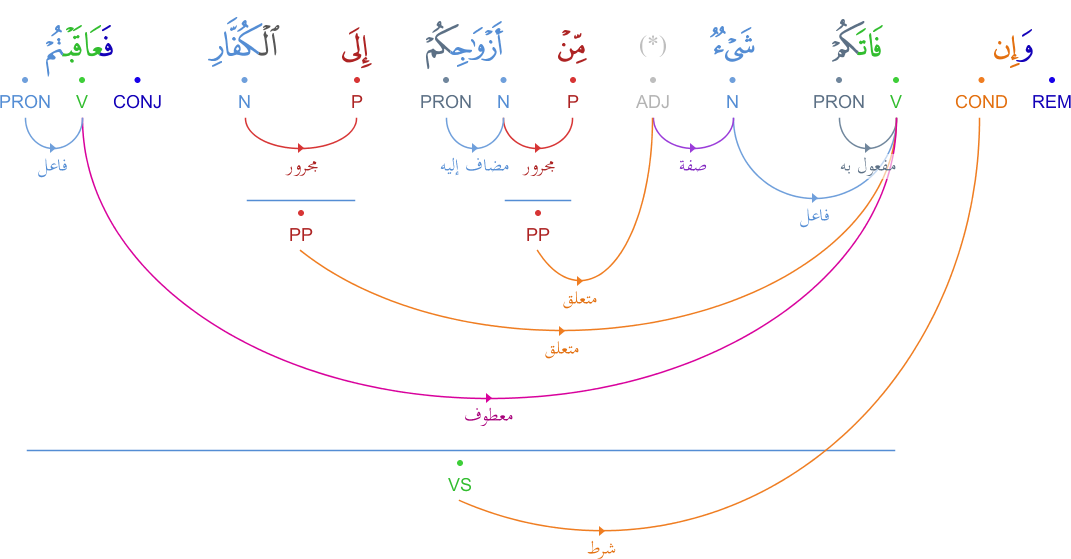 وَإِن فَاتَكُمْ شَىْءٌ (*) مِّنْ أَزْوَٰجِكُمْ إِلَى ٱلْكُفَّارِ فَعَاقَبْتُمْ
REM COND V PRON N ADJ P N PRON P N CONJ V PRON
مفعول به صفة مجرور مضاف إليه مجرور فاعل
فاعل
PP PP
متعلق
متعلق
معطوف
VS
شرط